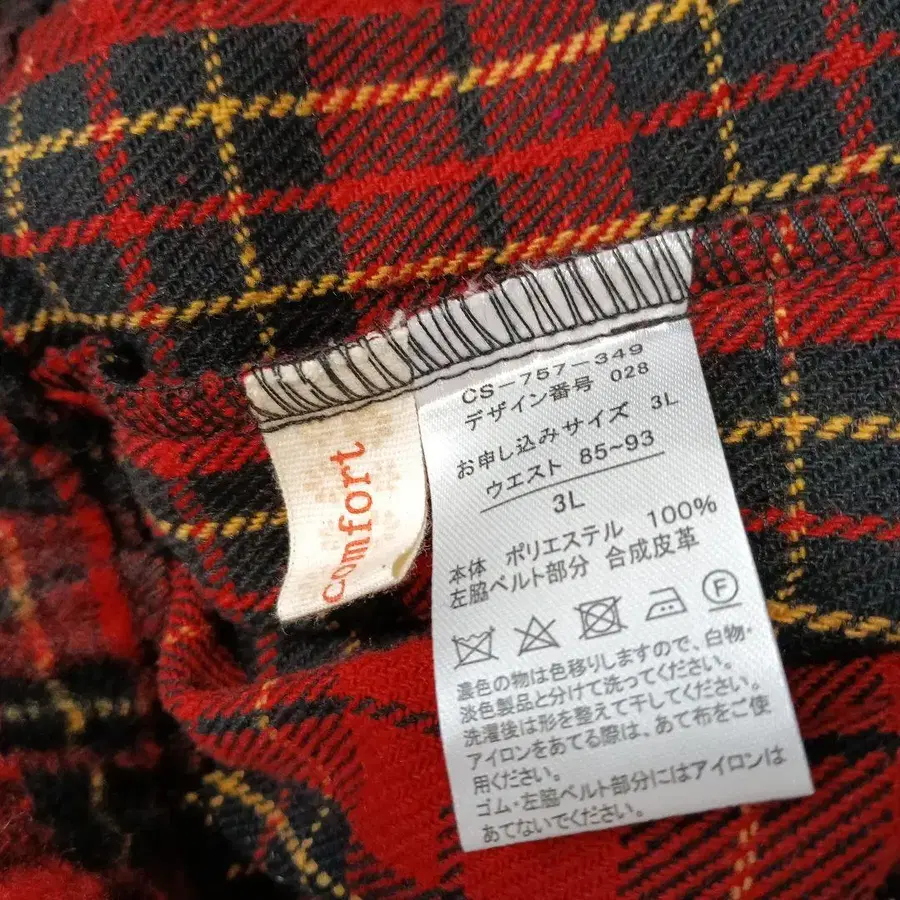 comfort
CS-757-349
デザイン番号 028
お申し込みサイズ 3L
ウエスト 85~93
3L
本体 ポリエステル 100%
左脇ベルト部分 合成皮革
F
濃色の物は色移りしますので、白物・
淡色製品と分けて洗ってください。
洗濯後は形を整えて干してください。
アイロンをあてる際は、あて布をご使
用ください。
ゴム・左脇ベルト部分にはアイロンは
あてないでください。